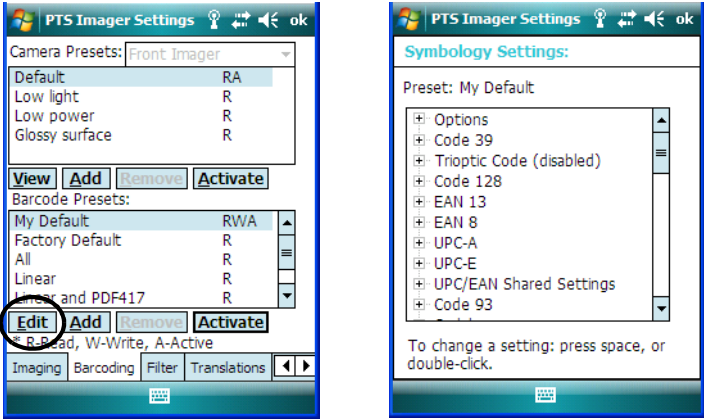 PTS Imager Settings ok
Camera Presets: Front Imager
Default RA
Low light R
Low power R
Glossy surface R
View Add Remove Activate
Barcode Presets:
My Default RWA
Factory Default R
All R
Linear R
Linear and PDF417 R
Edit Add Remove Activate
* R-Read, W-Write, A-Active
Imaging Barcoding Filter Translations
PTS Imager Settings ok
Symbology Settings:
Preset: My Default
Options
Code 39
Trioptic Code (disabled)
Code 128
EAN 13
EAN 8
UPC-A
UPC-E
UPC/EAN Shared Settings
Code 93
To change a setting: press space, or
double-click.